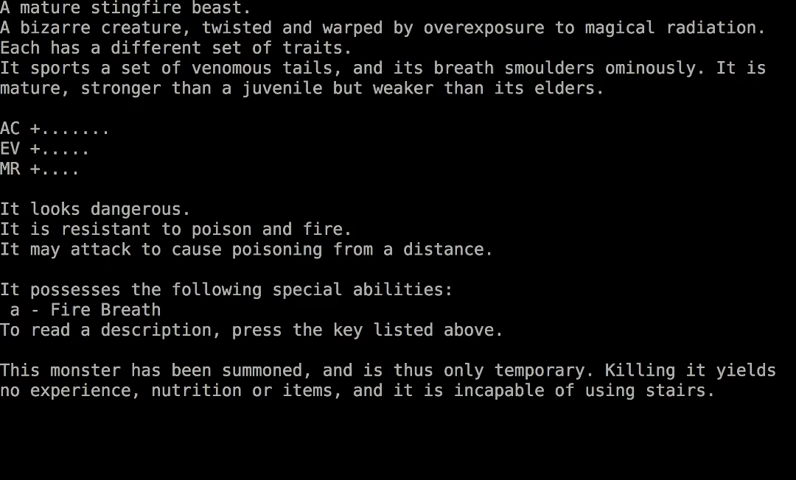 A mature stingfire beast.
A bizarre creature, twisted and warped by overexposure to magical radiation.
Each has a different set of traits.
It sports a set of venomous tails, and its breath smoulders ominously. It is
mature, stronger than a juvenile but weaker than its elders.
AC +.......
EV +.....
MR +....
It looks dangerous.
It is resistant to poison and fire.
It may attack to cause poisoning from a distance.
It possesses the following special abilities:
a - Fire Breath
To read a description, press the key listed above.
This monster has been summoned, and is thus only temporary. Killing it yields
no experience, nutrition or items, and it is incapable of using stairs.